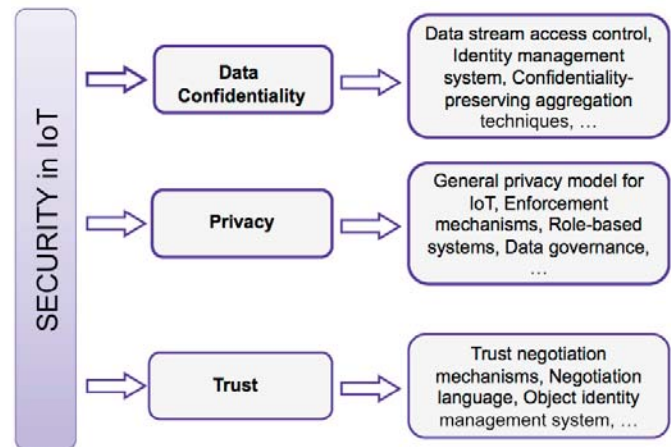 SECURITY in IoT
Data
Confidentiality
Data stream access control,
Identity management
system, Confidentiality-
preserving aggregation
techniques, ...
Privacy
General privacy model for
IoT, Enforcement
mechanisms, Role-based
systems, Data governance,
...
Trust
Trust negotiation
mechanisms, Negotiation
language, Object identity
management system, ...